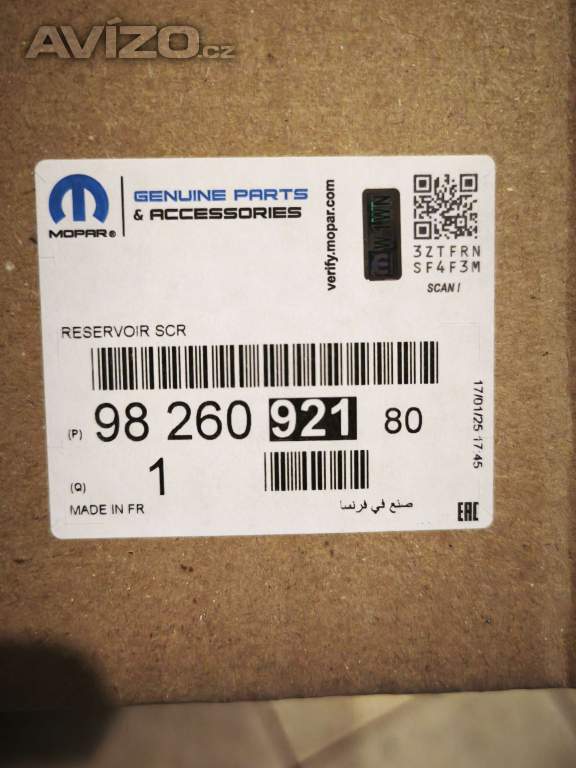 AVÍZO.cz
MOPAR®
GENUINE PARTS
& ACCESSORIES
verify.mopar.com
W 1WN
3ZTFRN
SF4F3M
SCAN!
RESERVOIR SCR
(P) 98 260 921 80
17/01/25 17:45
(Q) 1
MADE IN FR
صنع في فرنسا
EAC